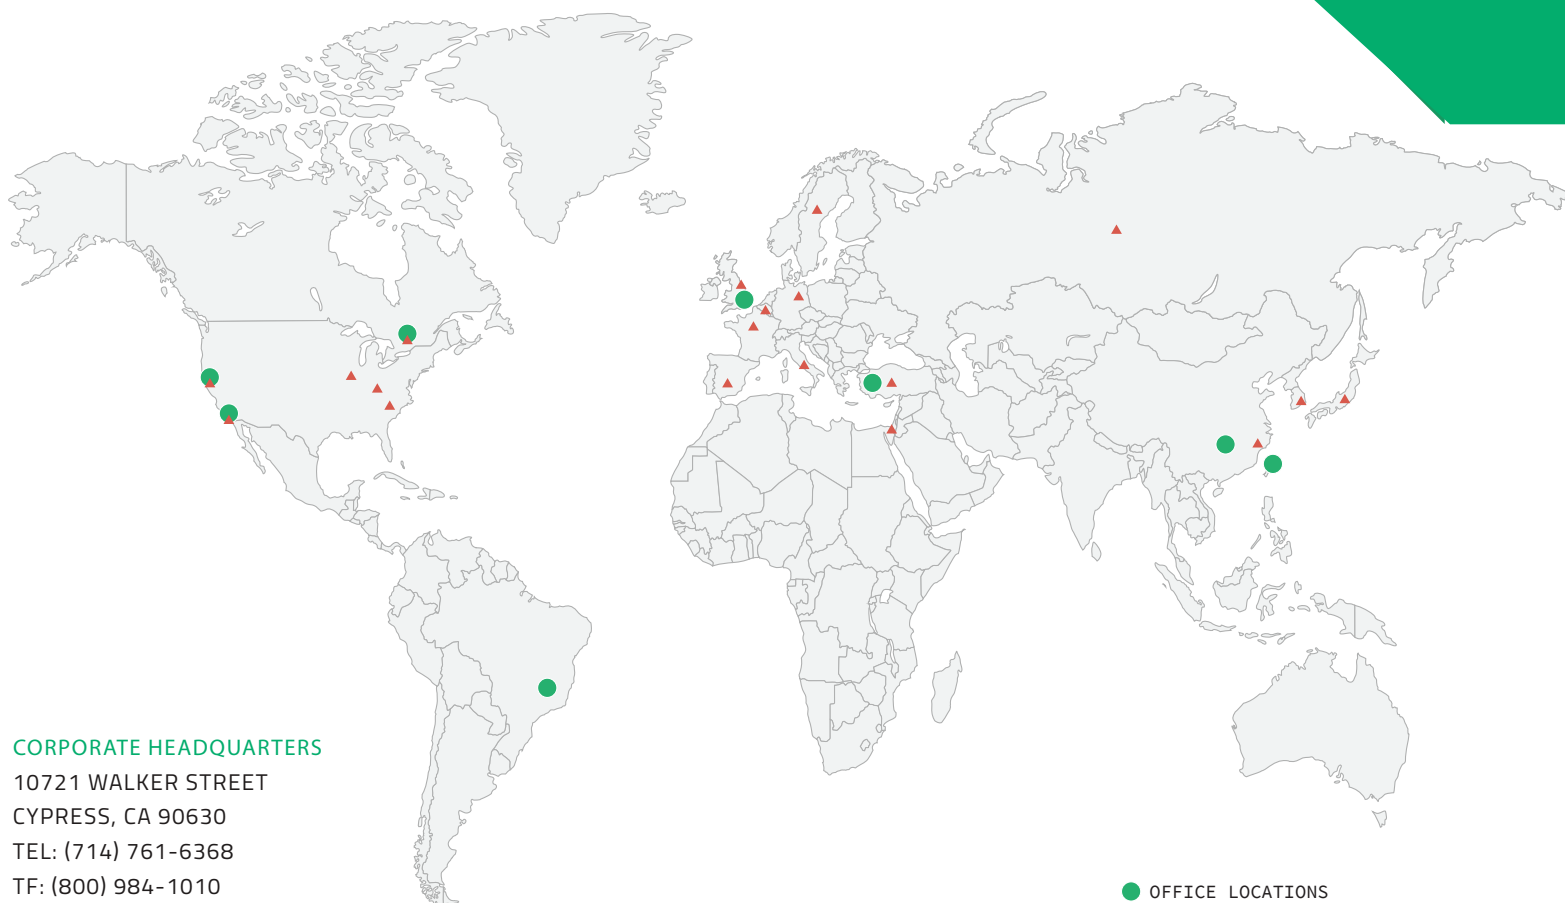 CORPORATE HEADQUARTERS
10721 WALKER STREET
CYPRESS, CA 90630
TEL: (714) 761-6368
TF: (800) 984-1010
OFFICE LOCATIONS